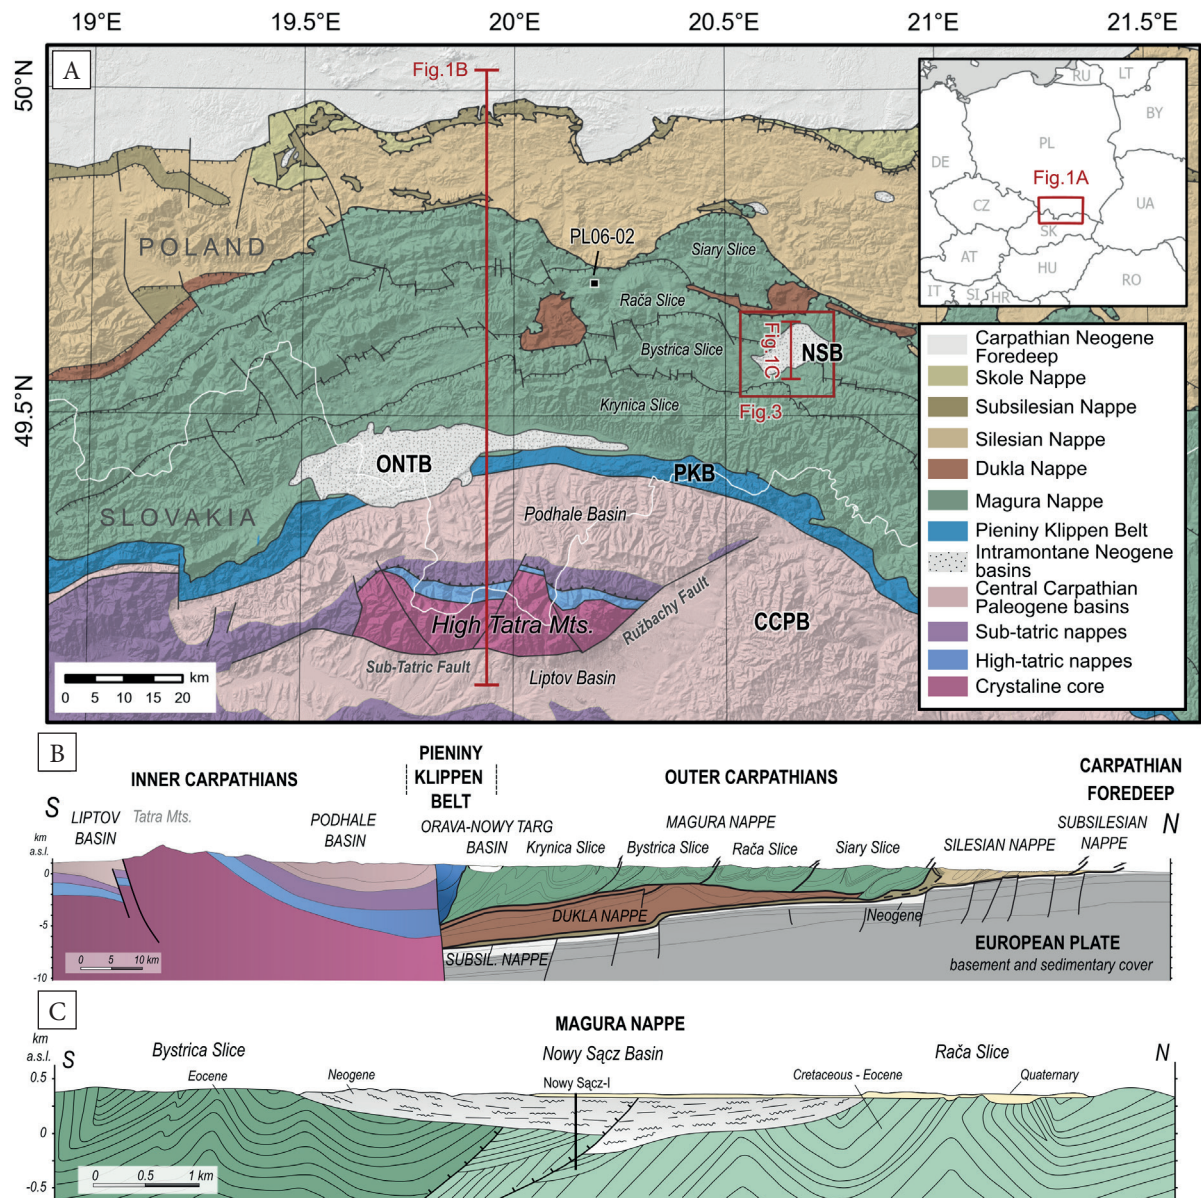 19°E 19.5°E 20°E 20.5°E 21°E 21.5°E
50°N
49.5°N
A
Fig.1B
POLAND
PL06-02
Siary Slice
Rača Slice
Bystrica Slice
Krynica Slice
Fig.1C
NSB
Fig.3
ONTB
PKB
SLOVAKIA
Podhale Basin
High Tatra Mts.
Ružbachy Fault
CCPB
Sub-Tatric Fault
Liptov Basin
0 5 10 15 20 km
RU LT
BY
PL
DE
Fig.1A
CZ
UA
SK
AT
HU
RO
IT SI HR
Carpathian Neogene
Foredeep
Skole Nappe
Subsilesian Nappe
Silesian Nappe
Dukla Nappe
Magura Nappe
Pieniny Klippen Belt
Intramontane Neogene
basins
Central Carpathian
Paleogene basins
Sub-tatric nappes
High-tatric nappes
Crystaline core
B
INNER CARPATHIANS
PIENINY
KLIPPEN
BELT
OUTER CARPATHIANS
CARPATHIAN
FOREDEEP
S
N
LIPTOV
BASIN
Tatra Mts.
PODHALE
BASIN
ORAVA-NOWY TARG
BASIN
MAGURA NAPPE
Krynica Slice
Bystrica Slice
Rača Slice
Siary Slice
SILESIAN NAPPE
SUBSILESIAN
NAPPE
km
a.s.l.
0
-5
-10
0 5 10 km
DUKLA NAPPE
Neogene
SUBSIL. NAPPE
EUROPEAN PLATE
basement and sedimentary cover
C
MAGURA NAPPE
km
a.s.l.
S
N
Bystrica Slice
Nowy Sącz Basin
Rača Slice
Eocene
Neogene
Nowy Sącz-I
Cretaceous - Eocene
Quaternary
0.5
0
-0.5
0 0.5 1 km